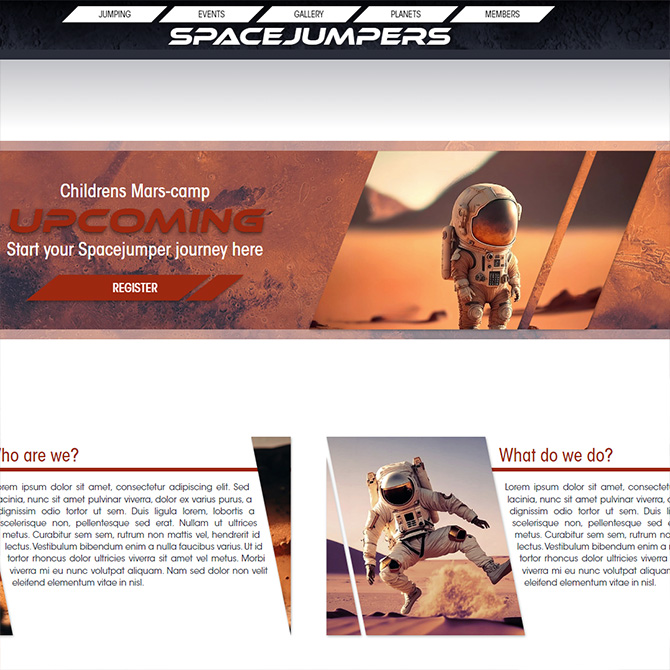 JUMPING EVENTS GALLERY PLANETS MEMBERS
SPACEJUMPERS
Childrens Mars-camp
UPCOMING
Start your Spacejumper journey here
REGISTER
ho are we?
orem ipsum dolor sit amet, consectetur adipiscing elit. Sed
acinia, nunc sit amet pulvinar viverra, dolor ex varius purus, a
dignissim odio tortor ut sem. Duis ligula lorem, lobortis a
scelerisque non, pellentesque sed erat. Nullam ut ultrices
metus. Curabitur sem sem, rutrum non mattis vel, hendrerit id
lectus. Vestibulum bibendum enim a nulla faucibus varius. Ut id
tortor rhoncus dolor ultricies viverra sit amet vel metus. Morbi
viverra mi eu nunc volutpat aliquam. Nam sed dolor non velit
eleifend elementum vitae in nisl.
What do we do?
Lorem ipsum dolor sit amet, consectet
lacinia, nunc sit amet pulvinar viverra,
dignissim odio tortor ut sem. Duis
scelerisque non, pellentesque sed
metus. Curabitur sem sem, rutrum non
lectus. Vestibulum bibendum enim a n
tortor rhoncus dolor ultricies viverra
viverra mi eu nunc volutpat aliquam
eleifend elementum vitae in nisl.